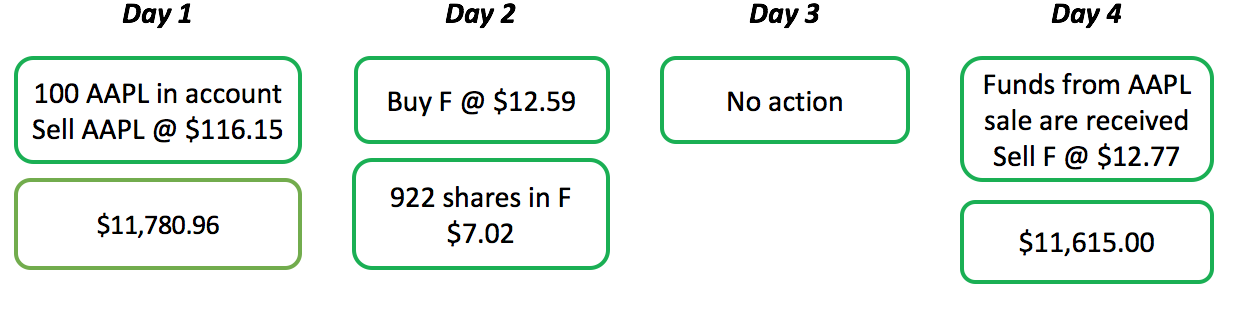 Day 1
Day 2
Day 3
Day 4
100 AAPL in account
Sell AAPL @ $116.15
$11,780.96
Buy F @ $12.59
922 shares in F
$7.02
No action
Funds from AAPL
sale are received
Sell F @ $12.77
$11,615.00